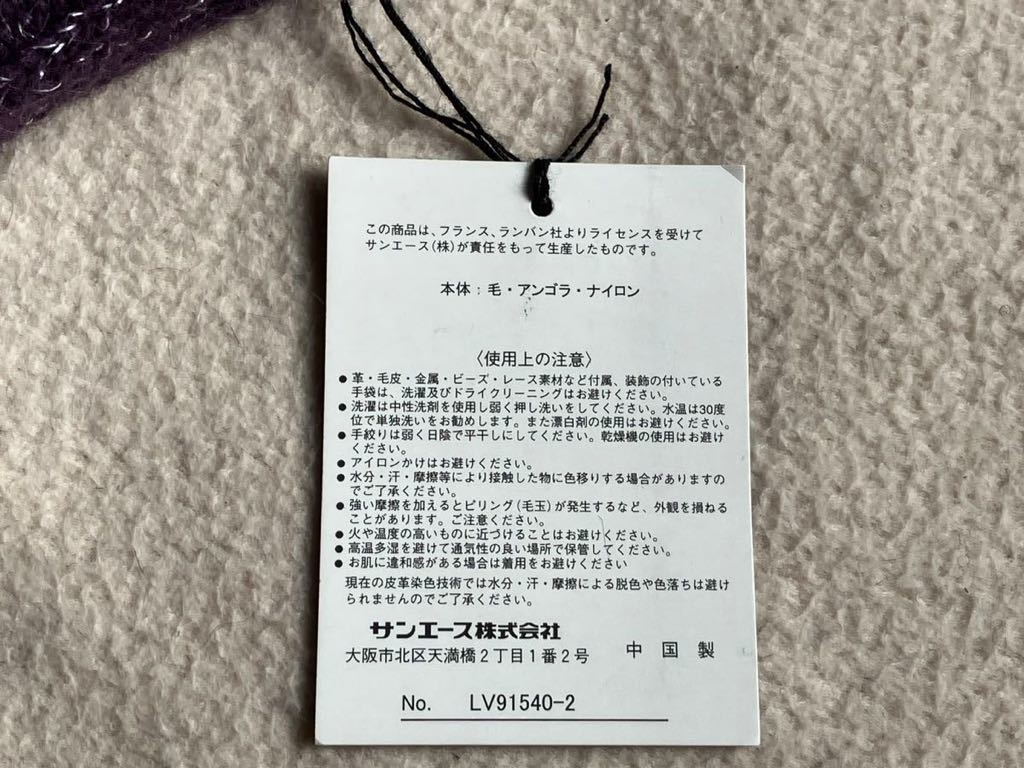 この商品は、フランス、ランバン社よりライセンスを受けて
サンエース(株)が責任をもって生産したものです。
本体：毛・アンゴラ・ナイロン
〈使用上の注意〉
●革・毛皮・金属・ビーズ・レース素材など付属、装飾の付いている
手袋は、洗濯及びドライクリーニングはお避けください。
●洗濯は中性洗剤を使用し弱く押し洗いをしてください。水温は30度
位で単独洗いをお勧めします。また漂白剤の使用はお避けください。
●手絞りは弱く日陰で平干しにしてください。乾燥機の使用はお避け
ください。
●アイロンかけはお避けください。
●水分・汗・摩擦等により接触した物に色移りする場合がありますの
でご了承ください。
●強い摩擦を加えるとピリング(毛玉)が発生するなど、外観を損ねる
ことがあります。ご注意ください。
●火や温度の高いものに近づけることはお避けください。
●高温多湿を避けて通気性の良い場所で保管してください。
●お肌に違和感がある場合は着用をお避けください
現在の皮革染色技術では水分・汗・摩擦による脱色や色落ちは避け
られませんのでご了承ください。
サンエース株式会社
大阪市北区天満橋2丁目1番2号
中国製
No. LV91540-2